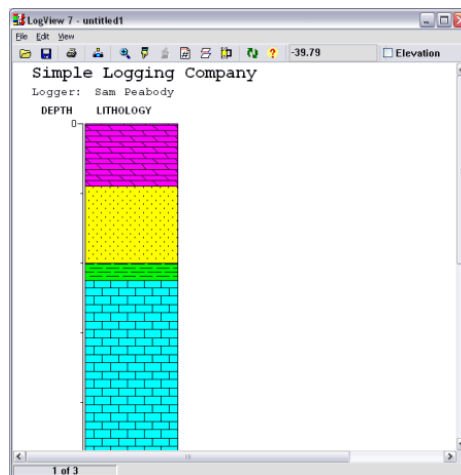 LogView 7 - untitled1
File Edit View
-39.79 Elevation
Simple Logging Company
Logger: Sam Peabody
DEPTH LITHOLOGY
0
1 of 3